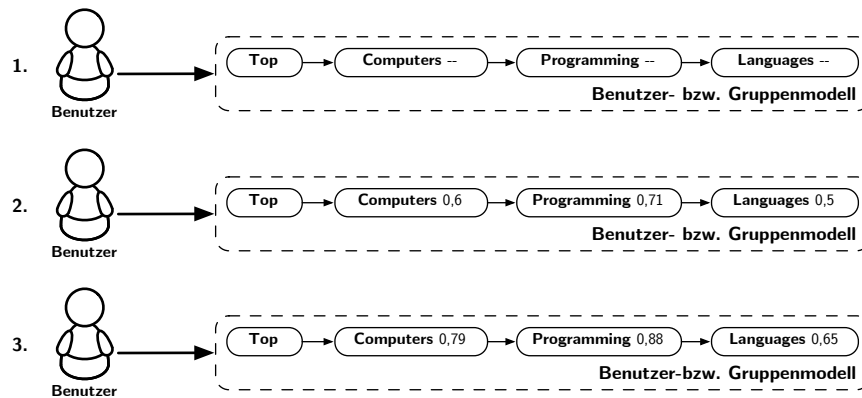 1.
Benutzer
Top
Computers --
Programming --
Languages --
Benutzer- bzw. Gruppenmodell
2.
Benutzer
Top
Computers 0,6
Programming 0,71
Languages 0,5
Benutzer- bzw. Gruppenmodell
3.
Benutzer
Top
Computers 0,79
Programming 0,88
Languages 0,65
Benutzer-bzw. Gruppenmodell